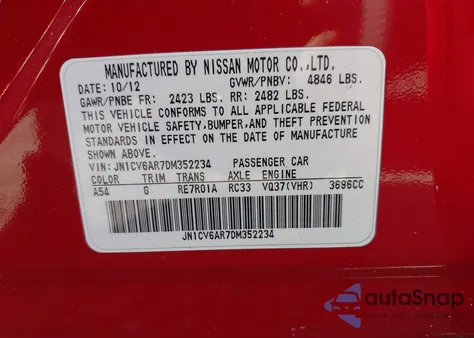 MANUFACTURED BY NISSAN MOTOR CO.,LTD.
DATE: 10/12 GVWR/PNBV: 4846 LBS.
GAWR/PNBE FR: 2423 LBS. RR: 2482 LBS.
THIS VEHICLE CONFORMS TO ALL APPLICABLE FEDERAL
MOTOR VEHICLE SAFETY,BUMPER,AND THEFT PREVENTION
STANDARDS IN EFFECT ON THE DATE OF MANUFACTURE
SHOWN ABOVE.
VIN: JN1CV6AR7DM352234 PASSENGER CAR
COLOR TRIM TRANS AXLE ENGINE
A54 G RE7R01A RC33 VQ37(VHR) 3696CC
JN1CV6AR7DM352234
autoSnap